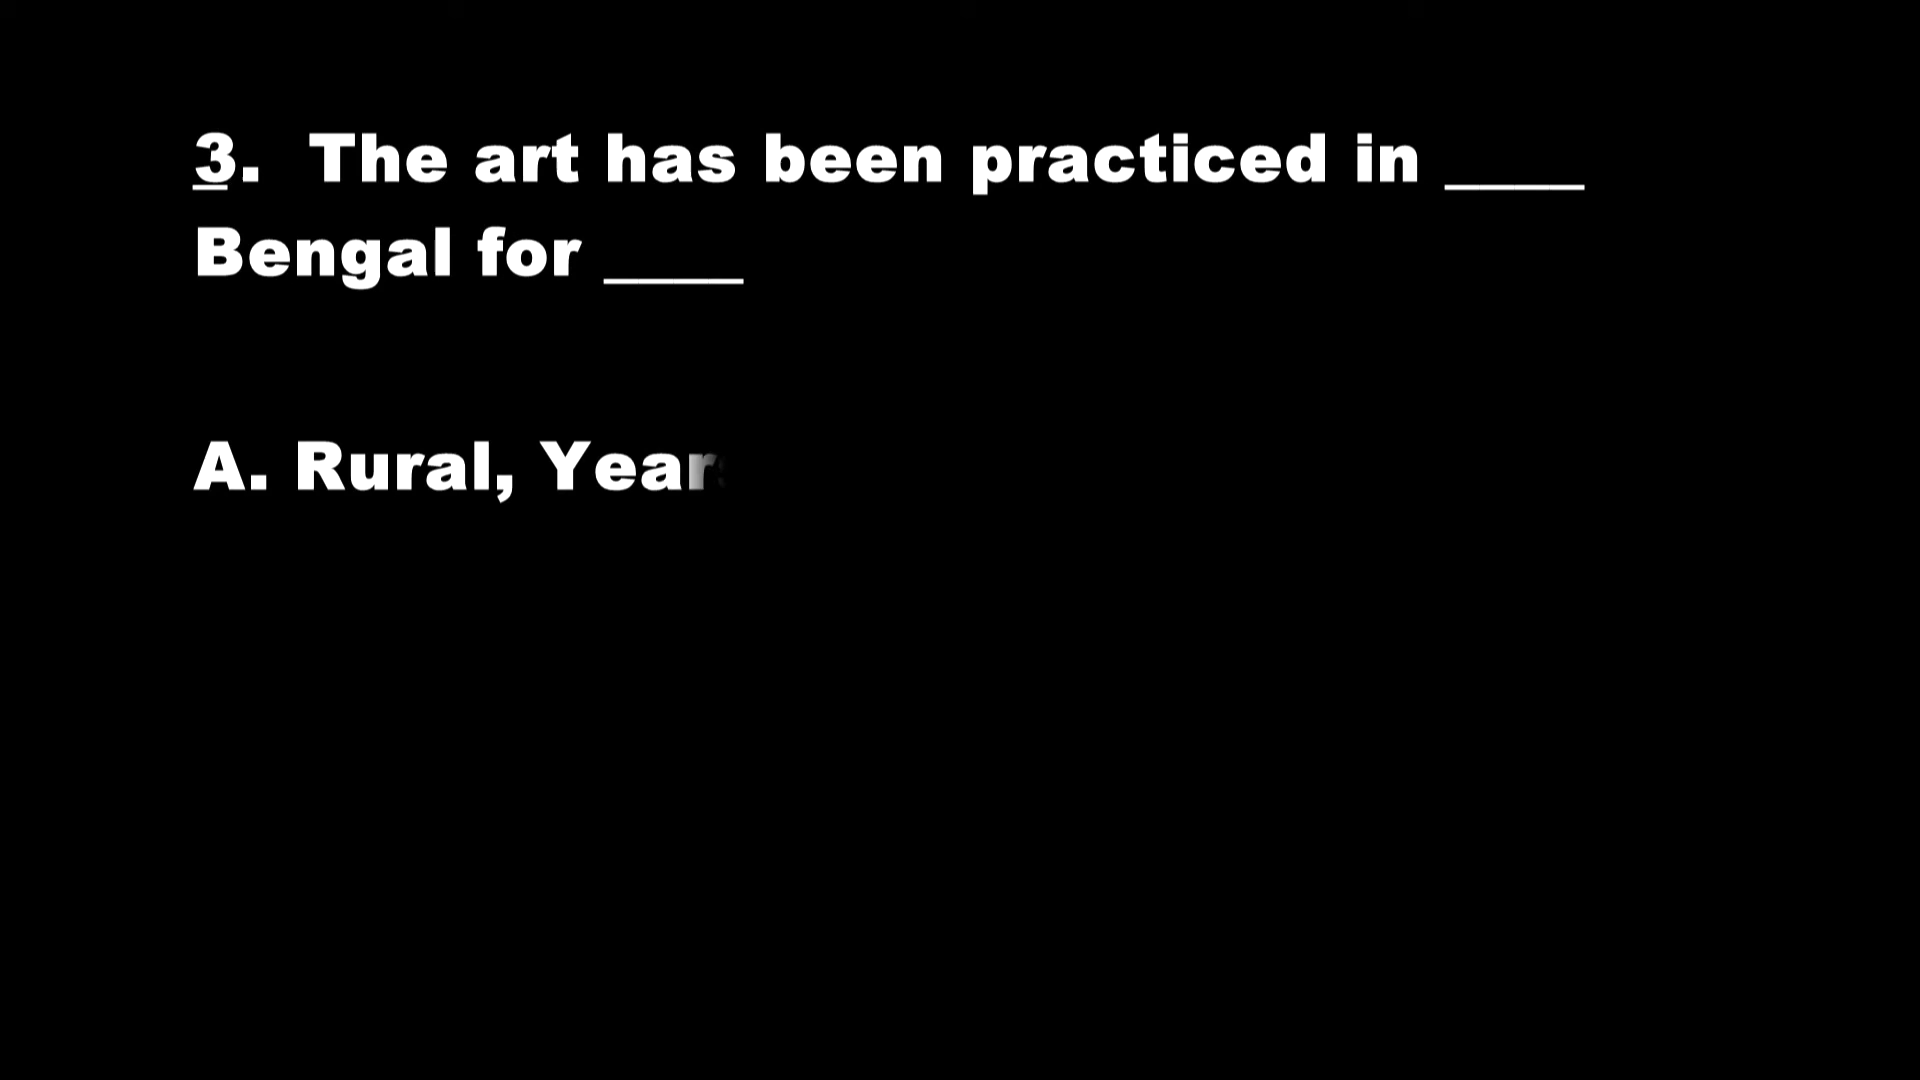 3. The art has been practiced in ____
Bengal for ____
A. Rural, Year